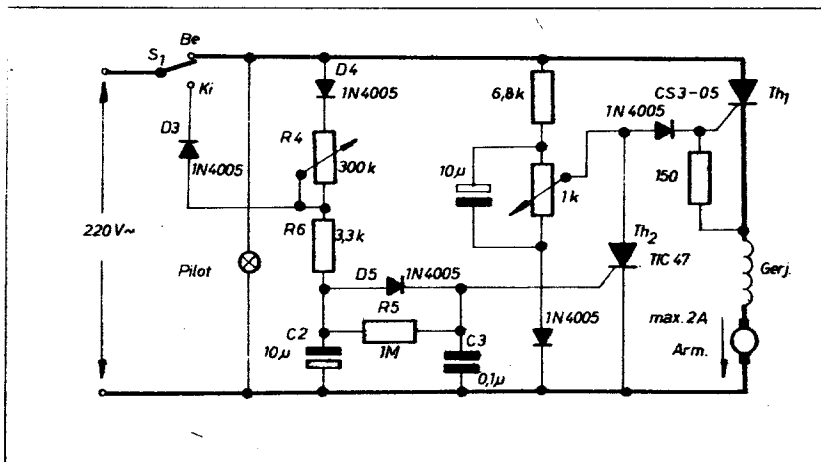 S1
Be
Ki
D3
1N4005
220V~
Pilot
D4
1N4005
R4
300k
R6
3,3k
D5
1N4005
R5
1M
C2
10µ
C3
0,1µ
6,8k
10µ
1k
1N4005
1N4005
CS3-05
Th1
150
Th2
TIC 47
Gerj.
max. 2A
Arm.